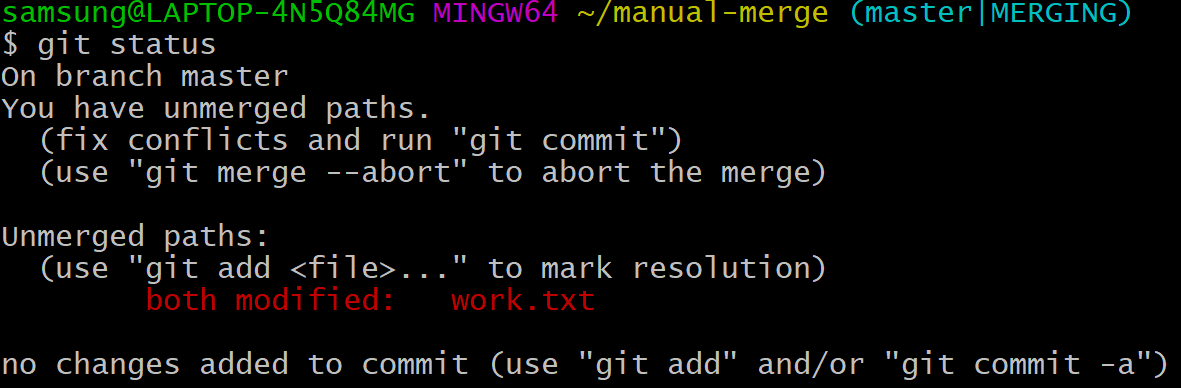 samsung@LAPTOP-4N5Q84MG MINGW64 ~/manual-merge (master|MERGING)
$ git status
On branch master
You have unmerged paths.
  (fix conflicts and run "git commit")
  (use "git merge --abort" to abort the merge)

Unmerged paths:
  (use "git add <file>..." to mark resolution)
        both modified:   work.txt

no changes added to commit (use "git add" and/or "git commit -a")